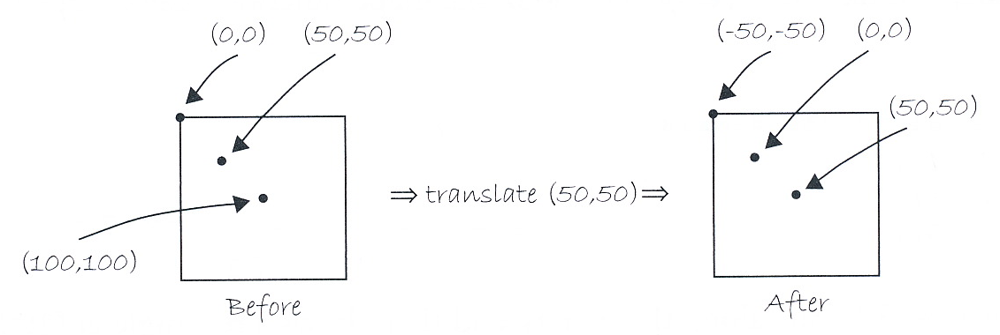 (0,0)
(50,50)
(100,100)
Before
⇒ translate (50,50) ⇒
(-50,-50)
(0,0)
(50,50)
After